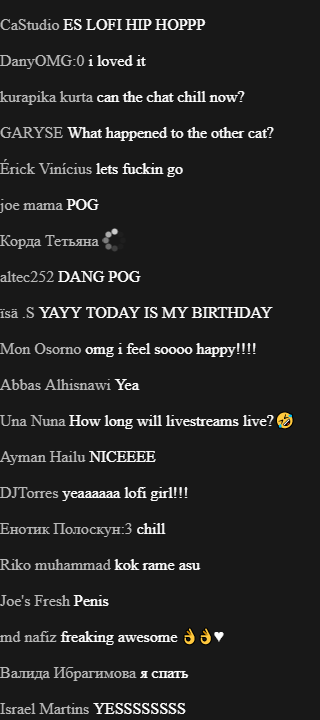 CaStudio ES LOFI HIP HOPPP
DanyOMG:0 i loved it
kurapika kurta can the chat chill now?
GARYSE What happened to the other cat?
Érick Vinícius lets fuckin go
joe mama POG
Корда Тетьяна
altec252 DANG POG
ïsä .S YAYY TODAY IS MY BIRTHDAY
Mon Osorno omg i feel soooo happy!!!!
Abbas Alhisnawi Yea
Una Nuna How long will livestreams live? 🤣
Ayman Hailu NICEEEE
DJTorres yeaaaaaa lofi girl!!!
Енотик Полоскун:3 chill
Riko muhammad kok rame asu
Joe's Fresh Penis
md nafiz freaking awesome 👌👌♥
Валида Ибрагимова я спать
Israel Martins YESSSSSSSS